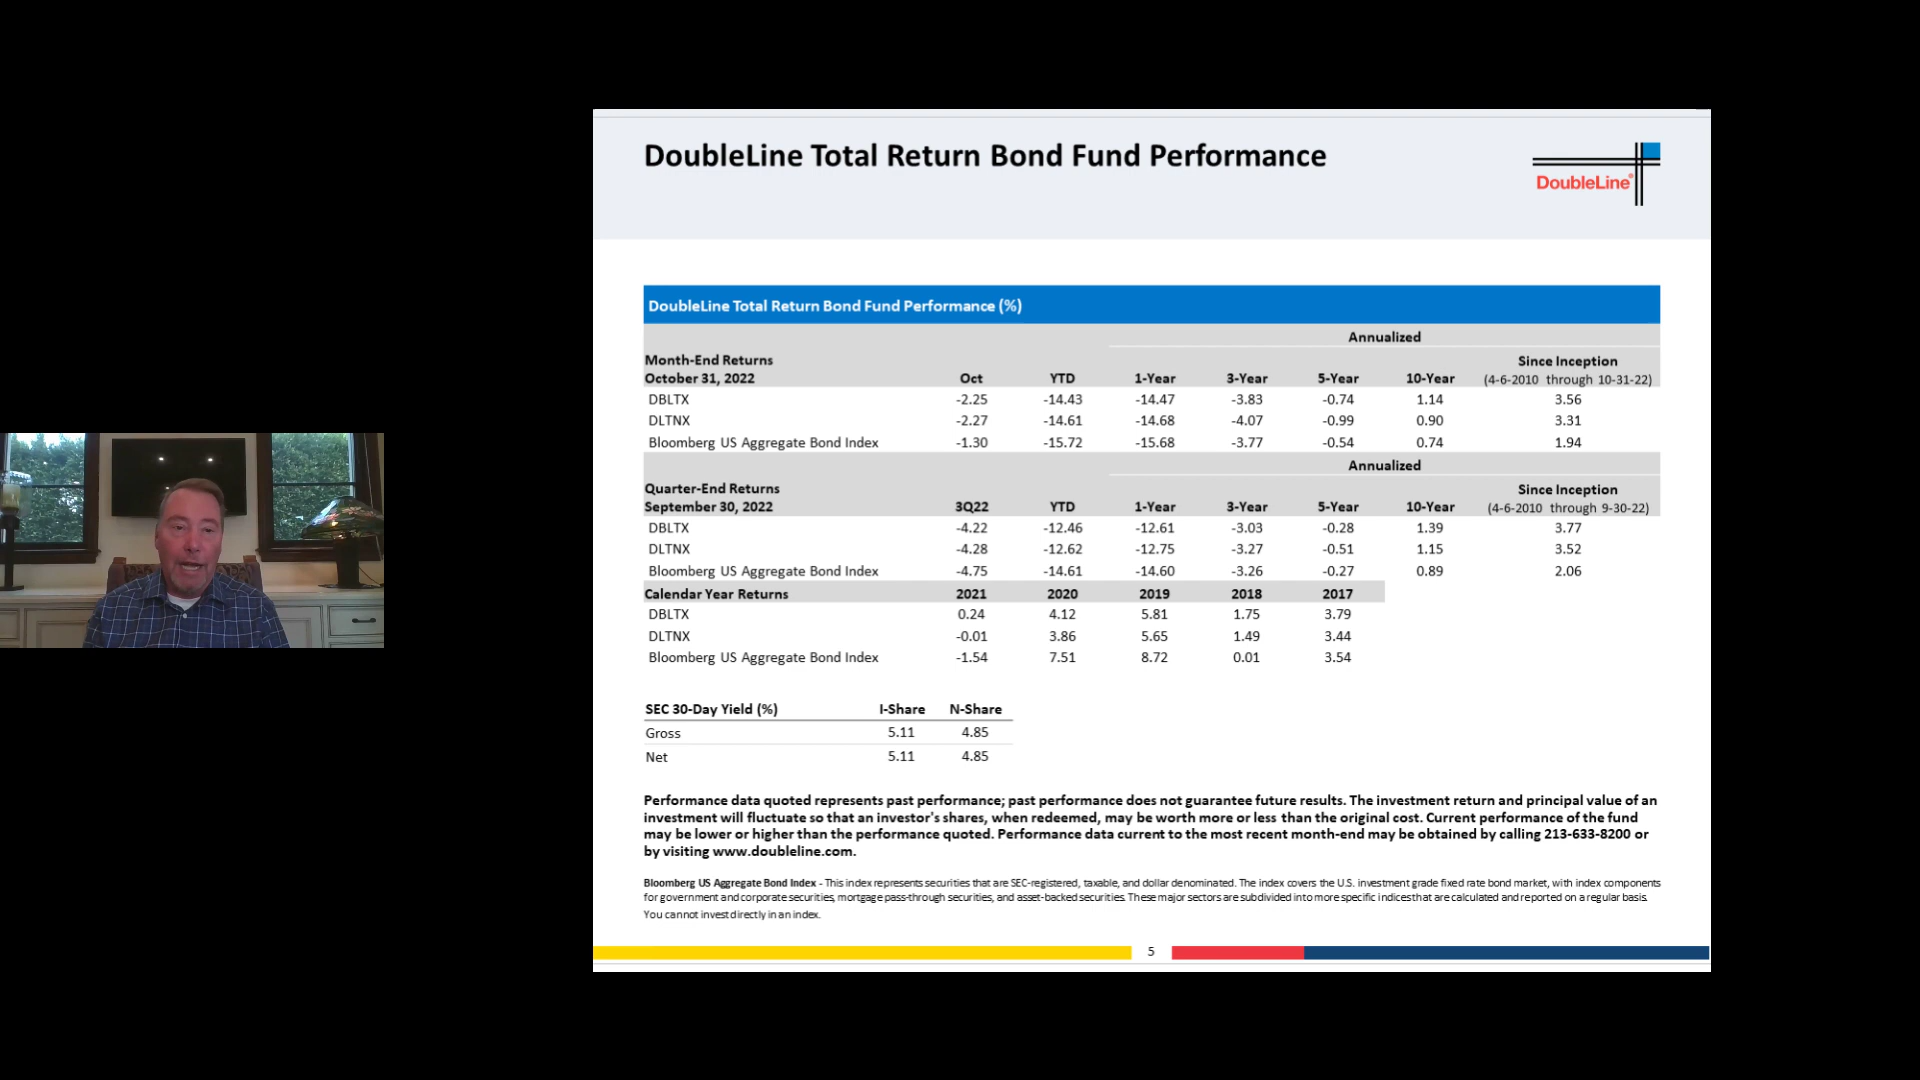 DoubleLine Total Return Bond Fund Performance
DoubleLine®
DoubleLine Total Return Bond Fund Performance (%)
Annualized
Month-End Returns
Since Inception
October 31, 2022 Oct YTD 1-Year 3-Year 5-Year 10-Year (4-6-2010 through 10-31-22)
DBLTX -2.25 -14.43 -14.47 -3.83 -0.74 1.14 3.56
DLTNX -2.27 -14.61 -14.68 -4.07 -0.99 0.90 3.31
Bloomberg US Aggregate Bond Index -1.30 -15.72 -15.68 -3.77 -0.54 0.74 1.94
Annualized
Quarter-End Returns
Since Inception
September 30, 2022 3Q22 YTD 1-Year 3-Year 5-Year 10-Year (4-6-2010 through 9-30-22)
DBLTX -4.22 -12.46 -12.61 -3.03 -0.28 1.39 3.77
DLTNX -4.28 -12.62 -12.75 -3.27 -0.51 1.15 3.52
Bloomberg US Aggregate Bond Index -4.75 -14.61 -14.60 -3.26 -0.27 0.89 2.06
Calendar Year Returns 2021 2020 2019 2018 2017
DBLTX 0.24 4.12 5.81 1.75 3.79
DLTNX -0.01 3.86 5.65 1.49 3.44
Bloomberg US Aggregate Bond Index -1.54 7.51 8.72 0.01 3.54
SEC 30-Day Yield (%) I-Share N-Share
Gross 5.11 4.85
Net 5.11 4.85
Performance data quoted represents past performance; past performance does not guarantee future results. The investment return and principal value of an
investment will fluctuate so that an investor's shares, when redeemed, may be worth more or less than the original cost. Current performance of the fund
may be lower or higher than the performance quoted. Performance data current to the most recent month-end may be obtained by calling 213-633-8200 or
by visiting www.doubleline.com.
Bloomberg US Aggregate Bond Index - This index represents securities that are SEC-registered, taxable, and dollar denominated. The index covers the U.S. investment grade fixed rate bond market, with index components
for government and corporate securities, mortgage pass-through securities, and asset-backed securities. These major sectors are subdivided into more specific indices that are calculated and reported on a regular basis.
You cannot invest directly in an index.
5